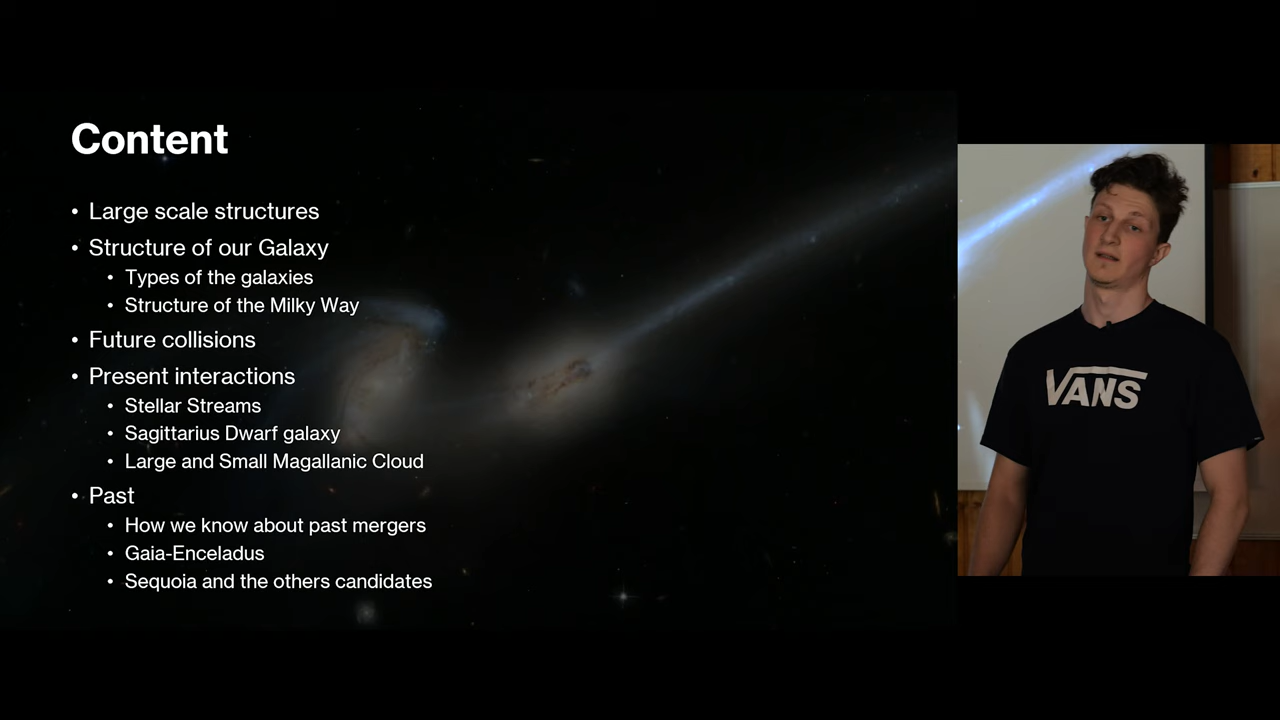 Content
• Large scale structures
• Structure of our Galaxy
• Types of the galaxies
• Structure of the Milky Way
• Future collisions
• Present interactions
• Stellar Streams
• Sagittarius Dwarf galaxy
• Large and Small Magallanic Cloud
• Past
• How we know about past mergers
• Gaia-Enceladus
• Sequoia and the others candidates
VANS